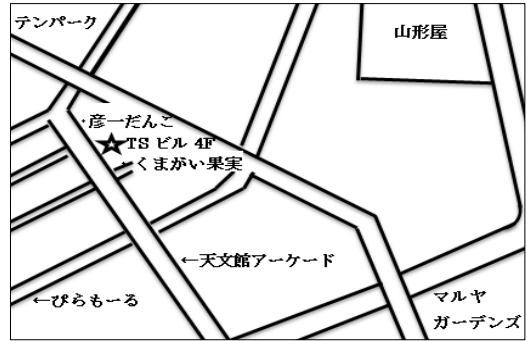 テンパーク
山形屋
・彦一だんご
☆TS ビル 4F
・くまがい果実
←天文館アーケード
←ぴらもーる
マルヤ
ガーデンズ